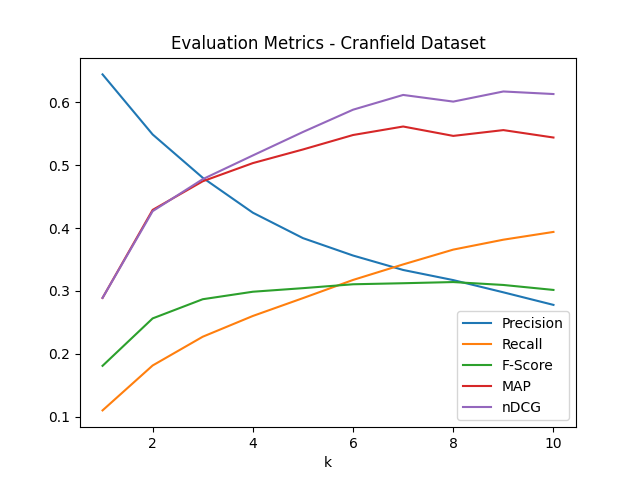 Evaluation Metrics - Cranfield Dataset
0.6
0.5
0.4
0.3
0.2
0.1
Precision
Recall
F-Score
MAP
nDCG
2 4 6 8 10
k